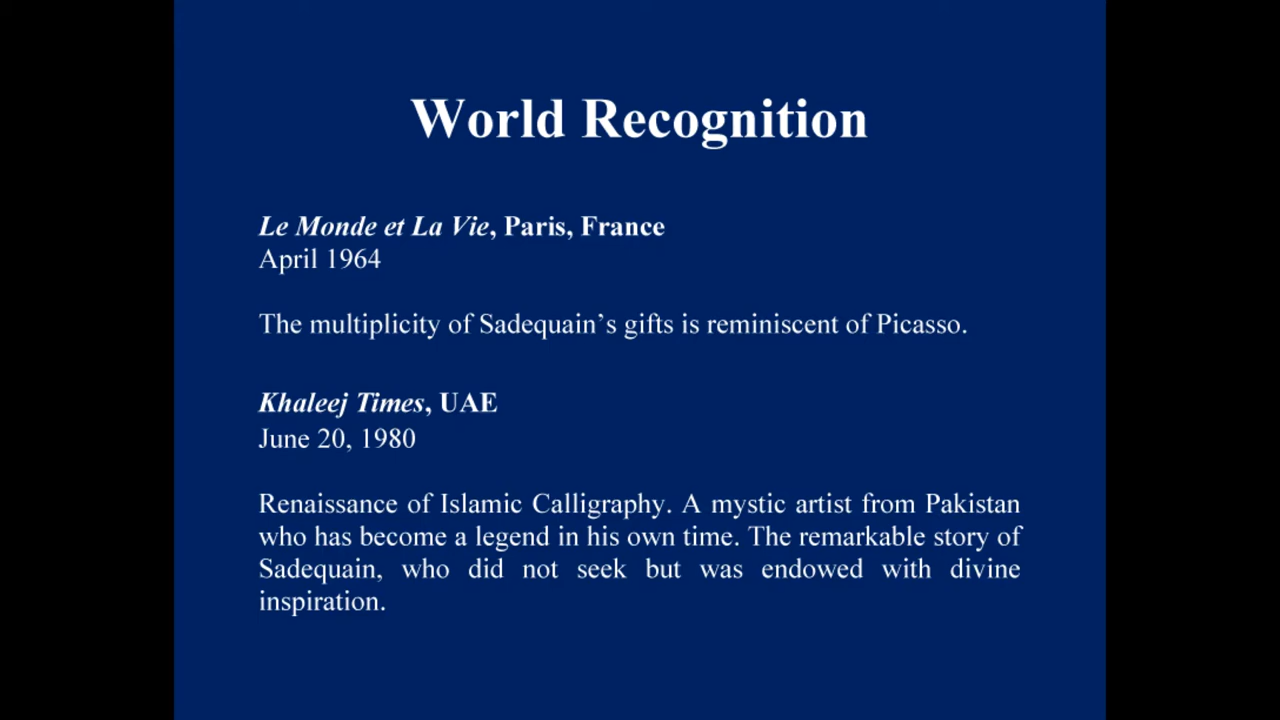 World Recognition
Le Monde et La Vie, Paris, France
April 1964
The multiplicity of Sadequain’s gifts is reminiscent of Picasso.
Khaleej Times, UAE
June 20, 1980
Renaissance of Islamic Calligraphy. A mystic artist from Pakistan
who has become a legend in his own time. The remarkable story of
Sadequain, who did not seek but was endowed with divine
inspiration.